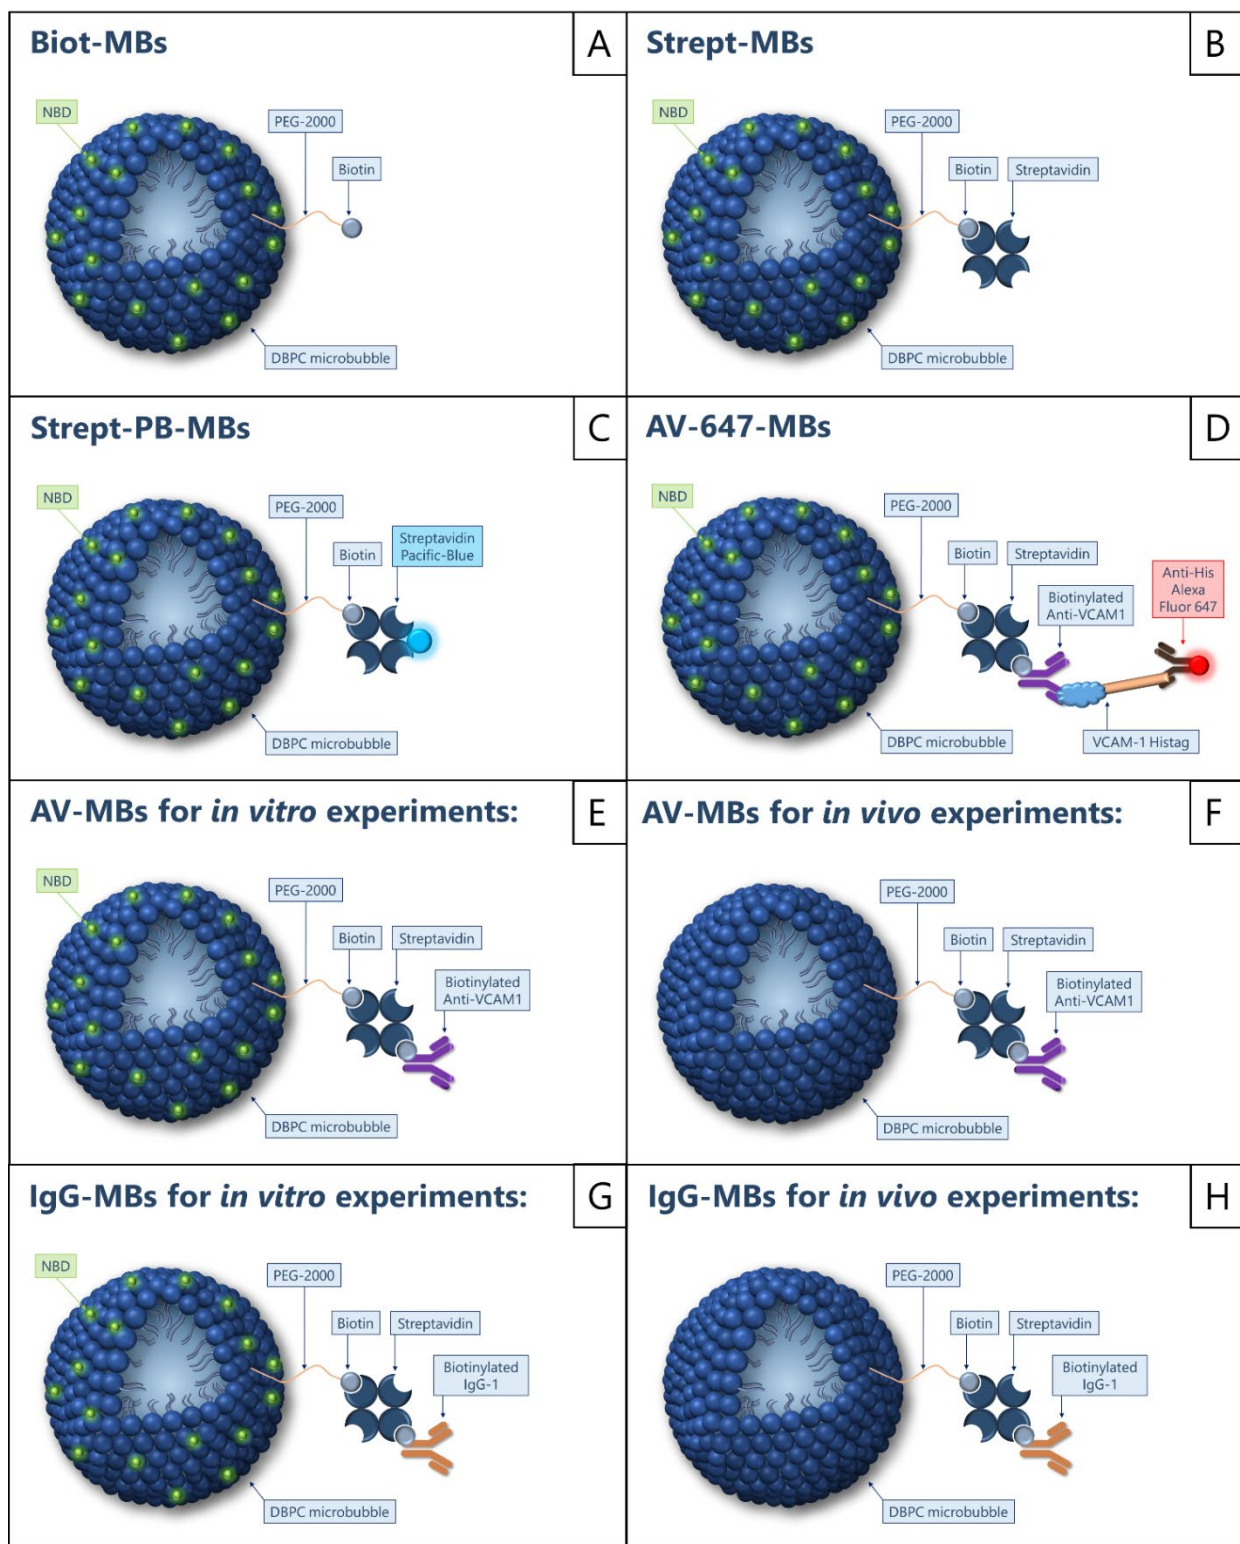 Biot-MBs
A
NBD
PEG-2000
Biotin
DBPC microbubble
Strept-MBs
B
NBD
PEG-2000
Biotin
Streptavidin
DBPC microbubble
Strept-PB-MBs
C
NBD
PEG-2000
Biotin
Streptavidin
Pacific-Blue
DBPC microbubble
AV-647-MBs
D
NBD
PEG-2000
Biotin
Streptavidin
Biotinylated
Anti-VCAM1
Anti-His
Alexa
Fluor 647
VCAM-1 Histag
DBPC microbubble
AV-MBs for in vitro experiments:
E
NBD
PEG-2000
Biotin
Streptavidin
Biotinylated
Anti-VCAM1
DBPC microbubble
AV-MBs for in vivo experiments:
F
PEG-2000
Biotin
Streptavidin
Biotinylated
Anti-VCAM1
DBPC microbubble
IgG-MBs for in vitro experiments:
G
NBD
PEG-2000
Biotin
Streptavidin
Biotinylated
IgG-1
DBPC microbubble
IgG-MBs for in vivo experiments:
H
PEG-2000
Biotin
Streptavidin
Biotinylated
IgG-1
DBPC microbubble